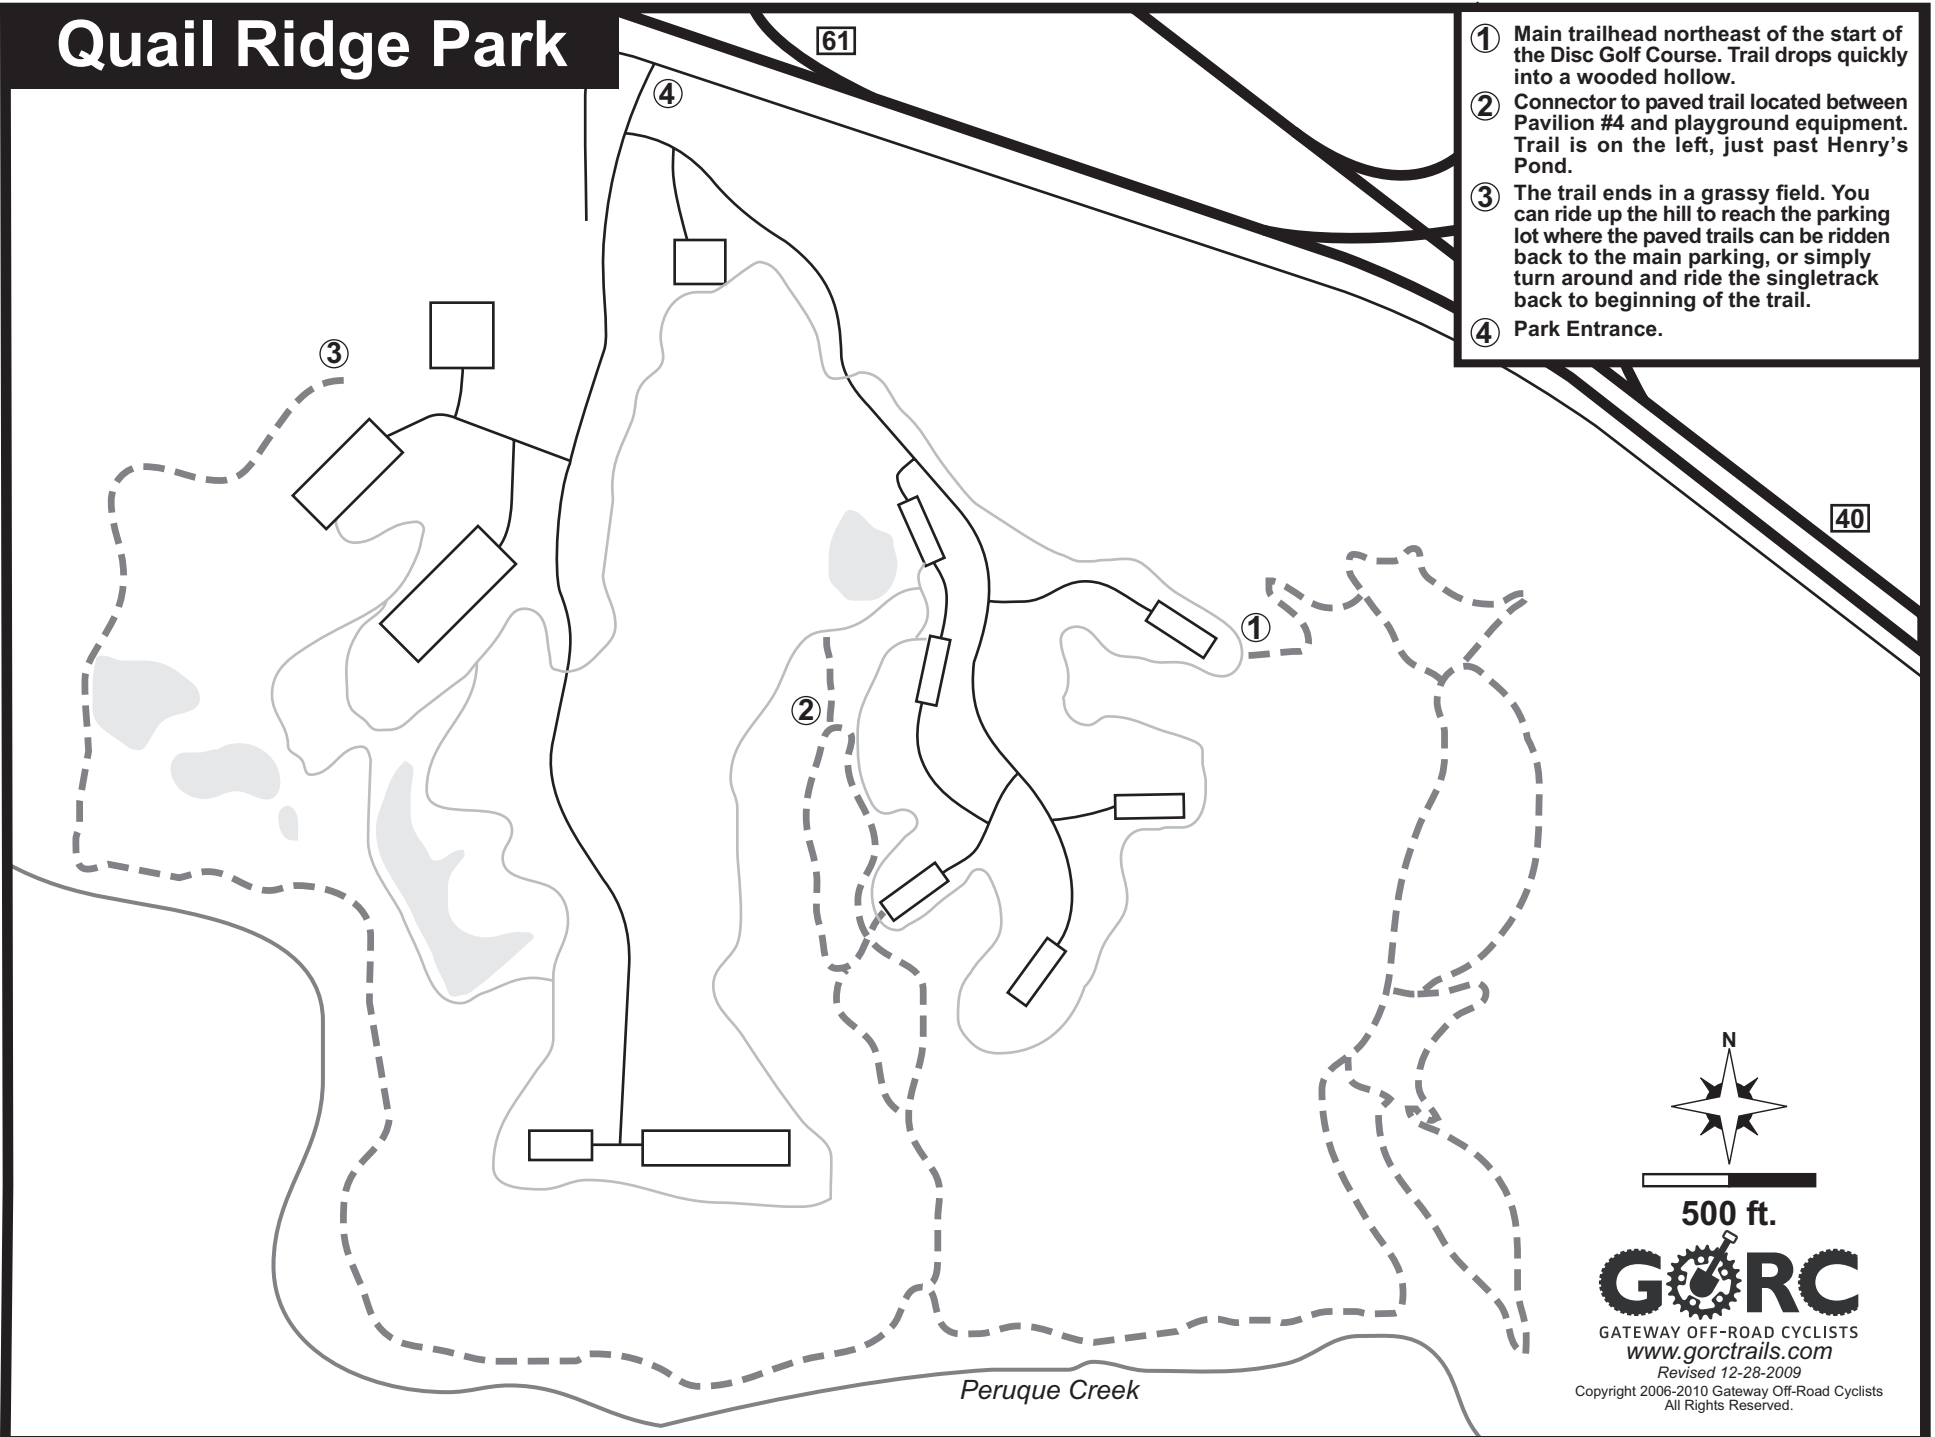 Quail Ridge Park
61
① Main trailhead northeast of the start of
the Disc Golf Course. Trail drops quickly
into a wooded hollow.
② Connector to paved trail located between
Pavilion #4 and playground equipment.
Trail is on the left, just past Henry's
Pond.
③ The trail ends in a grassy field. You
can ride up the hill to reach the parking
lot where the paved trails can be ridden
back to the main parking, or simply
turn around and ride the singletrack
back to beginning of the trail.
④ Park Entrance.
④
③
40
①
②
N
500 ft.
GORC
GATEWAY OFF-ROAD CYCLISTS
www.gorctrails.com
Revised 12-28-2009
Copyright 2006-2010 Gateway Off-Road Cyclists
All Rights Reserved.
Peruque Creek